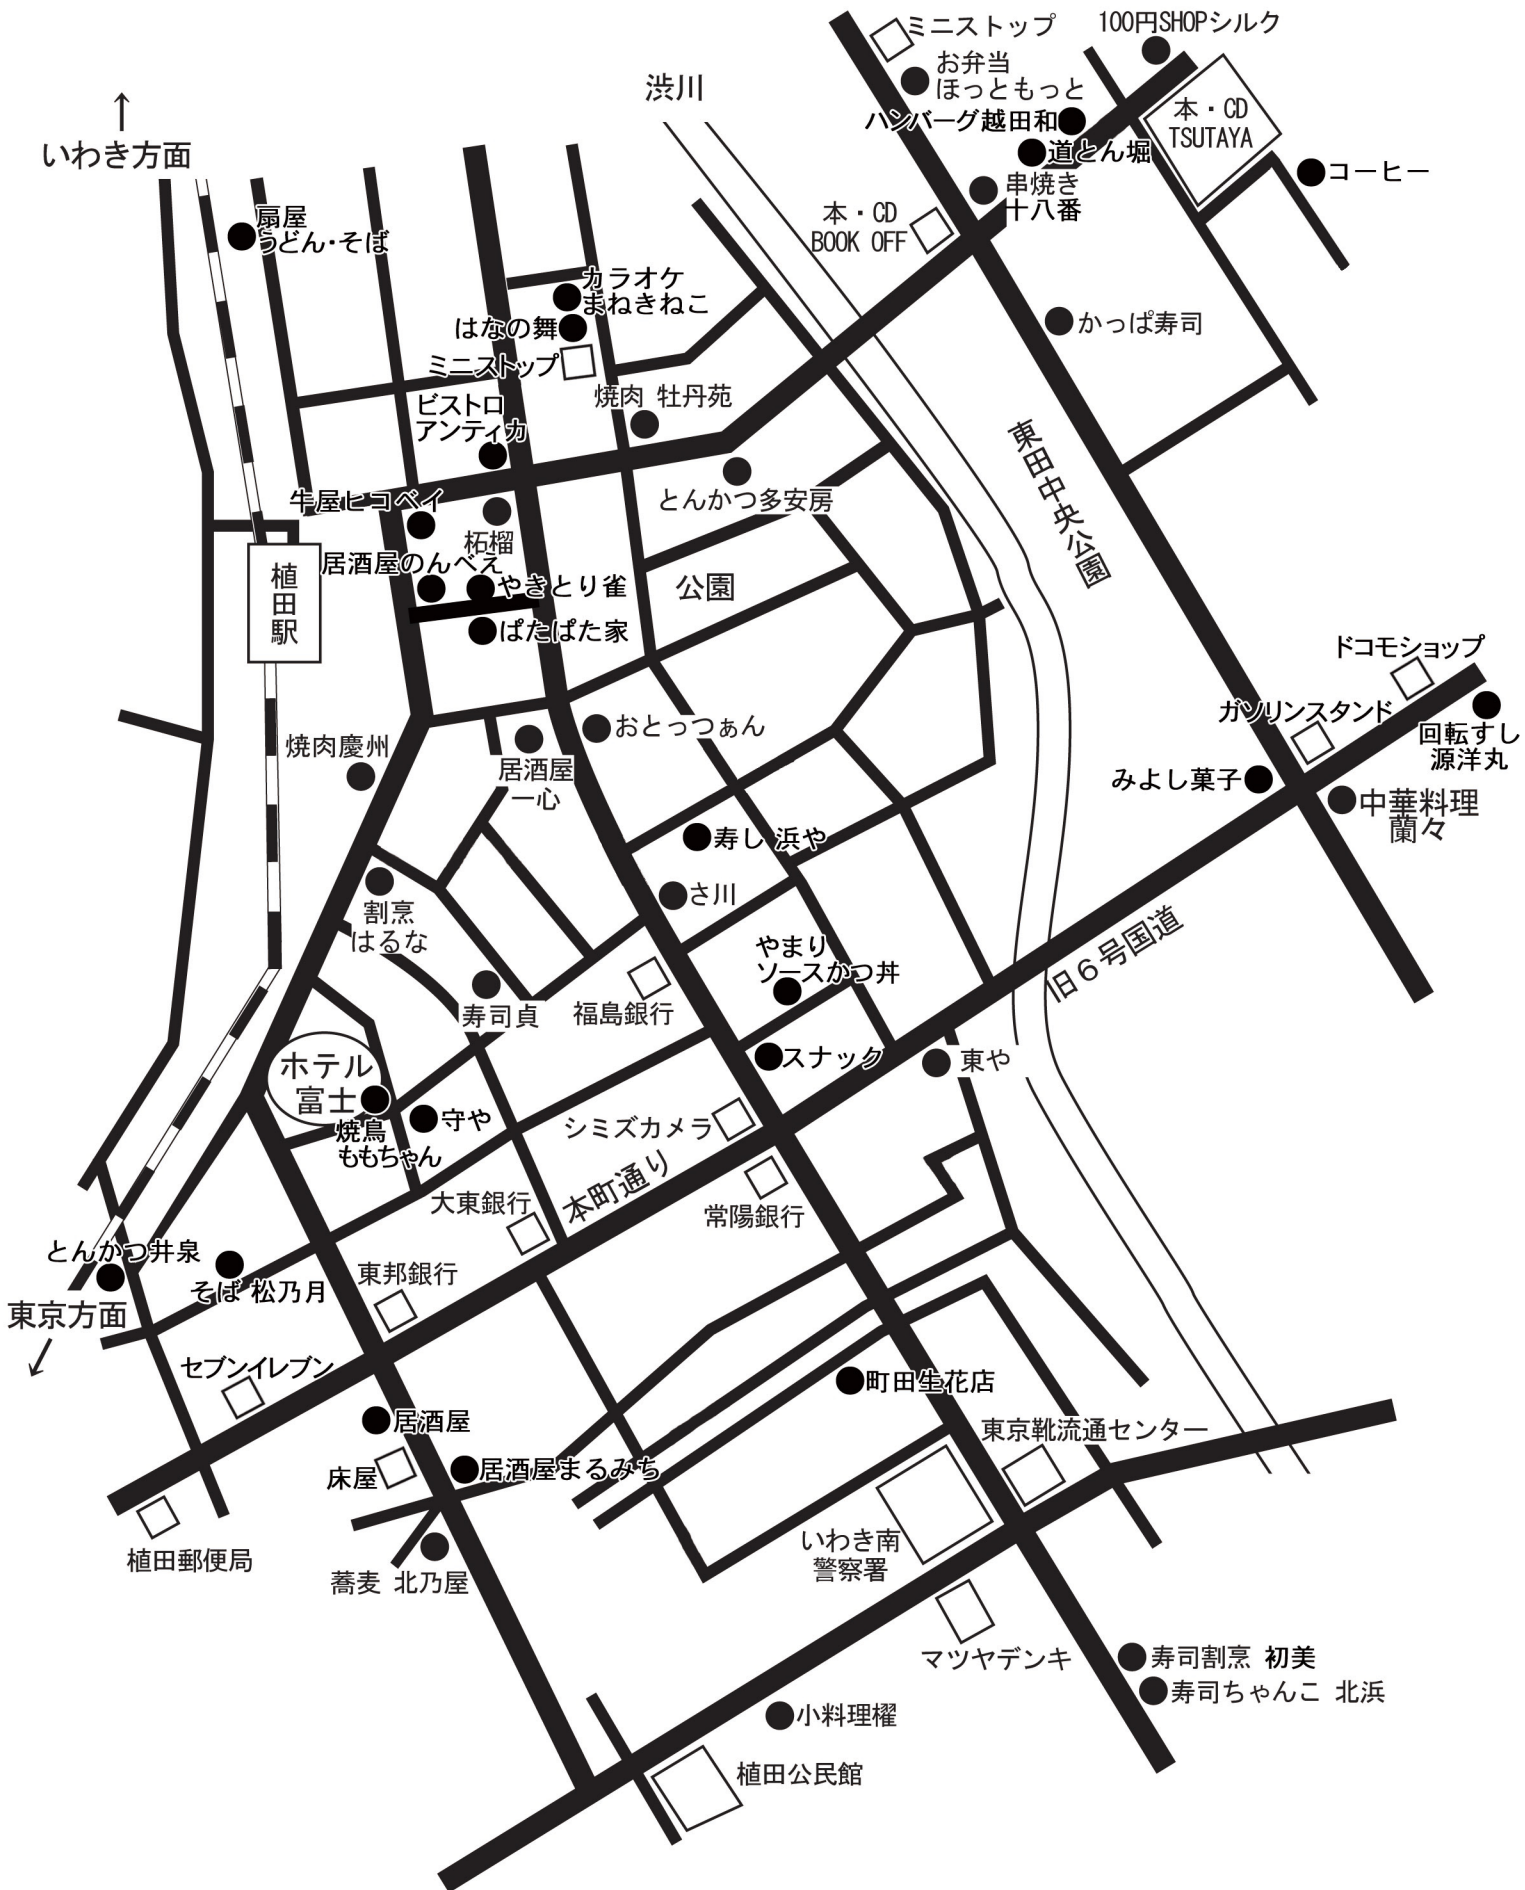 ミニストップ
100円SHOPシルク
お弁当
ほっともっと
渋川
ハンバーグ越田和
本・CD
TSUTAYA
道とん堀
いわき方面
コーヒー
串焼き
十八番
本・CD
BOOK OFF
扇屋
うどん・そば
カラオケ
まねきねこ
はなの舞
かっぱ寿司
ミニストップ
焼肉 牡丹苑
ビストロ
アンティカ
東田中央公園
とんかつ多安房
牛屋ヒコベイ
柘榴
居酒屋のんべえ
植田駅
やきとり雀
公園
ぱたぱた家
ドコモショップ
ガソリンスタンド
おとっつぁん
回転すし
源洋丸
焼肉慶州
居酒屋
一心
みよし菓子
中華料理
蘭々
寿し 浜や
さ川
割烹
はるな
やまり
ソースかつ丼
旧6号国道
寿司貞
福島銀行
スナック
東や
ホテル
富士
焼鳥
ももちゃん
守や
シミズカメラ
本町通り
大東銀行
常陽銀行
とんかつ井泉
そば 松乃月
東邦銀行
東京方面
セブンイレブン
町田生花店
居酒屋
東京靴流通センター
床屋
居酒屋まるみち
いわき南
警察署
植田郵便局
蕎麦 北乃屋
マツヤデンキ
寿司割烹 初美
寿司ちゃんこ 北浜
小料理櫂
植田公民館